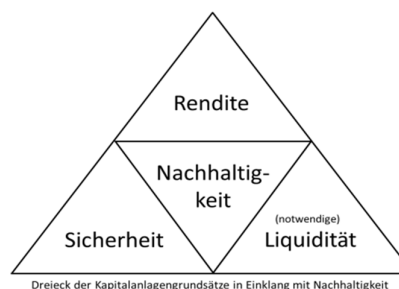 Rendite
Nachhaltig-
keit
Sicherheit
(notwendige)
Liquidität
Dreieck der Kapitalanlagengrundsätze in Einklang mit Nachhaltigkeit